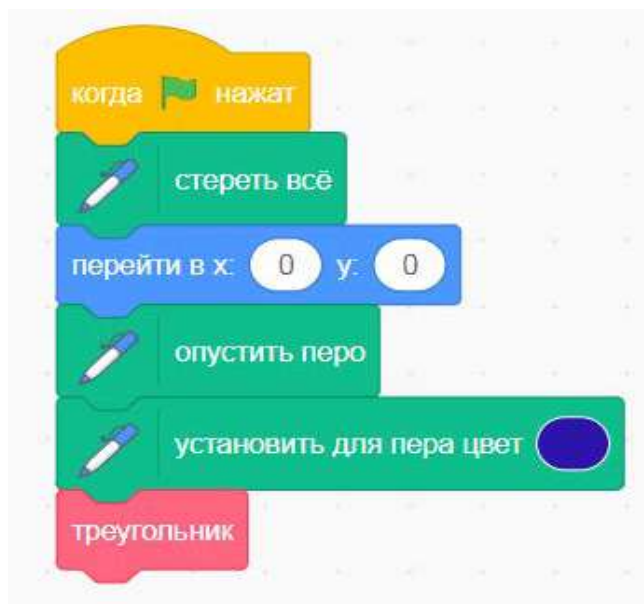 когда нажат
стереть всё
перейти в x: 0 y: 0
опустить перо
установить для пера цвет
треугольник